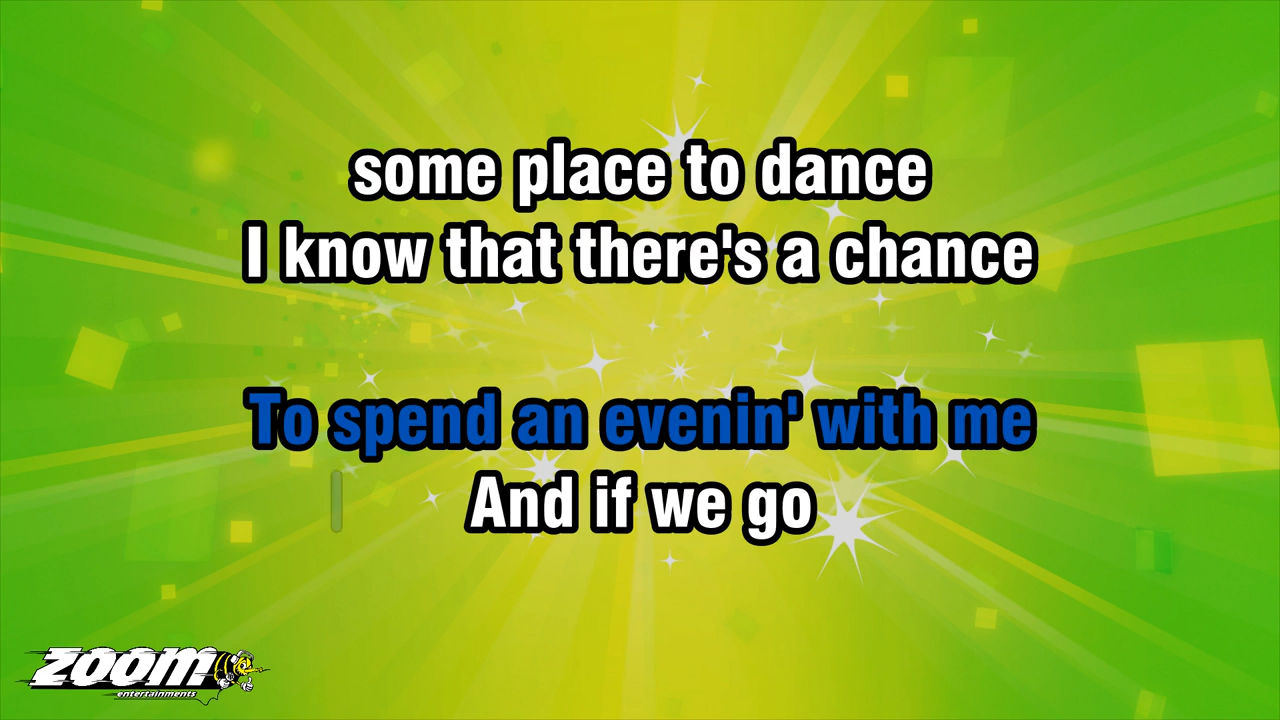 some place to dance
I know that there's a chance
To spend an evenin' with me
And if we go
zoom
entertainments